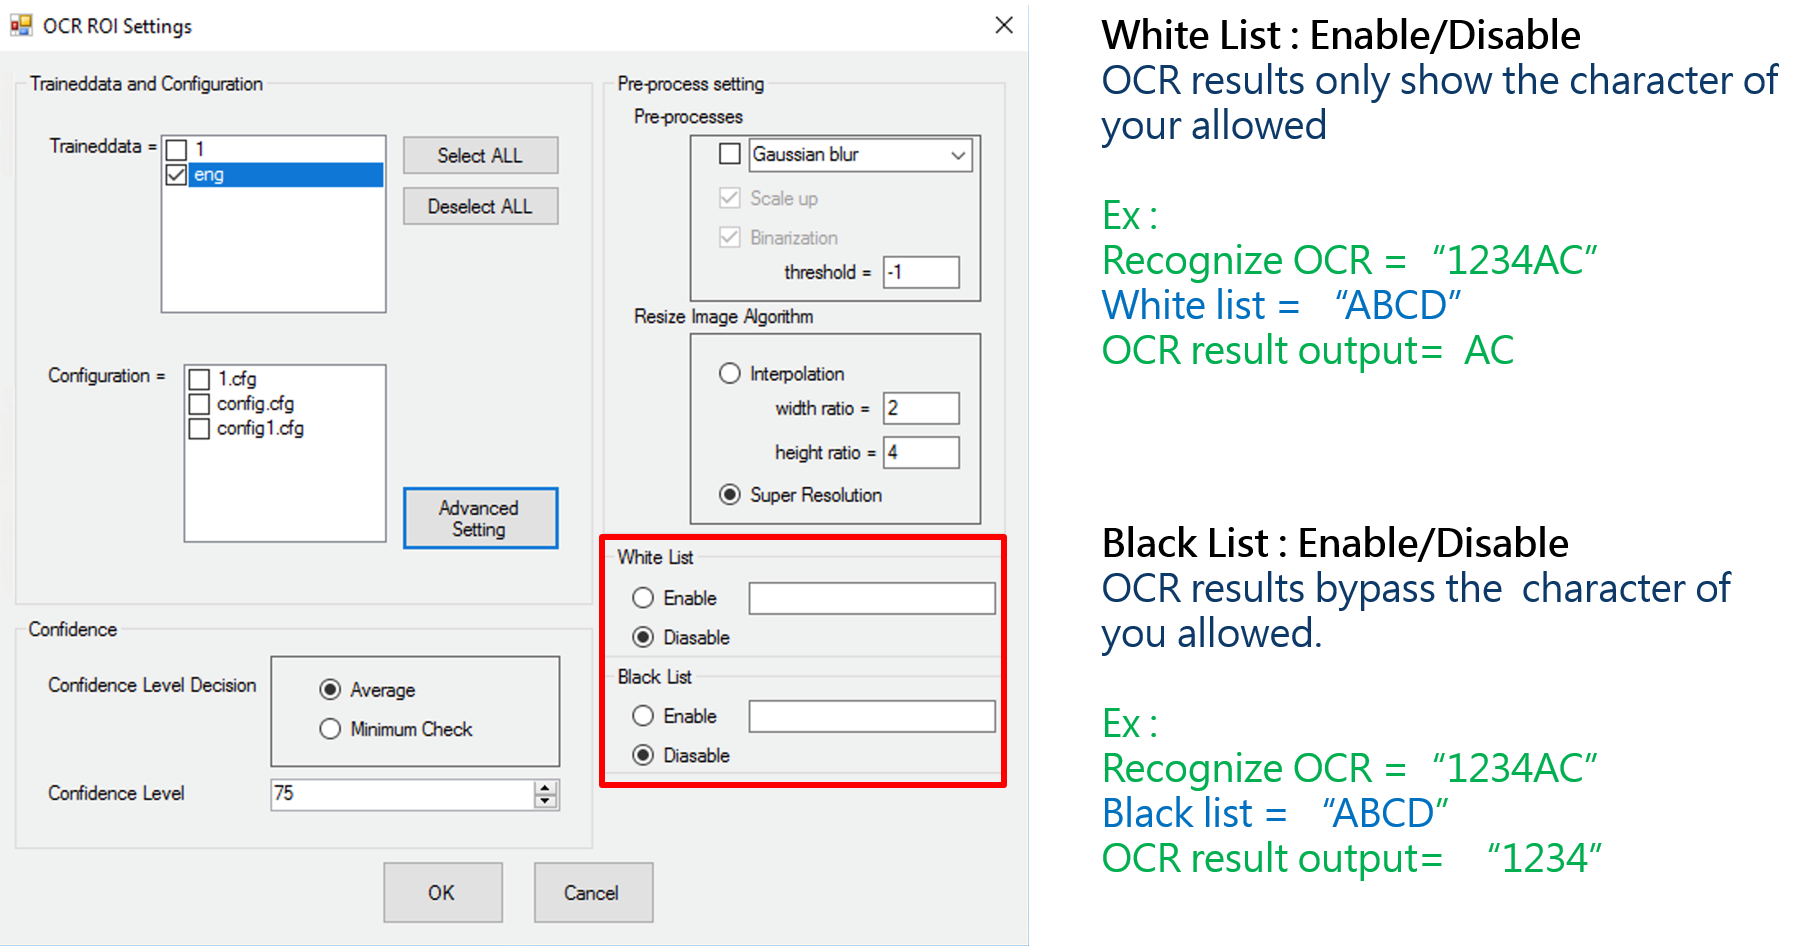 OCR ROI Settings
Traineddata and Configuration
Traineddata =
1
eng
Select ALL
Deselect ALL
Configuration =
1.cfg
config.cfg
config1.cfg
Advanced
Setting
Confidence
Confidence Level Decision
Average
Minimum Check
Confidence Level
75
OK
Cancel
Pre-process setting
Pre-processes
Gaussian blur
Scale up
Binarization
threshold = -1
Resize Image Algorithm
Interpolation
width ratio = 2
height ratio = 4
Super Resolution
White List
Enable
Diasable
Black List
Enable
Diasable
White List : Enable/Disable
OCR results only show the character of
your allowed
Ex :
Recognize OCR = “1234AC”
White list = “ABCD”
OCR result output= AC
Black List : Enable/Disable
OCR results bypass the character of
you allowed.
Ex :
Recognize OCR = “1234AC”
Black list = “ABCD”
OCR result output= “1234”